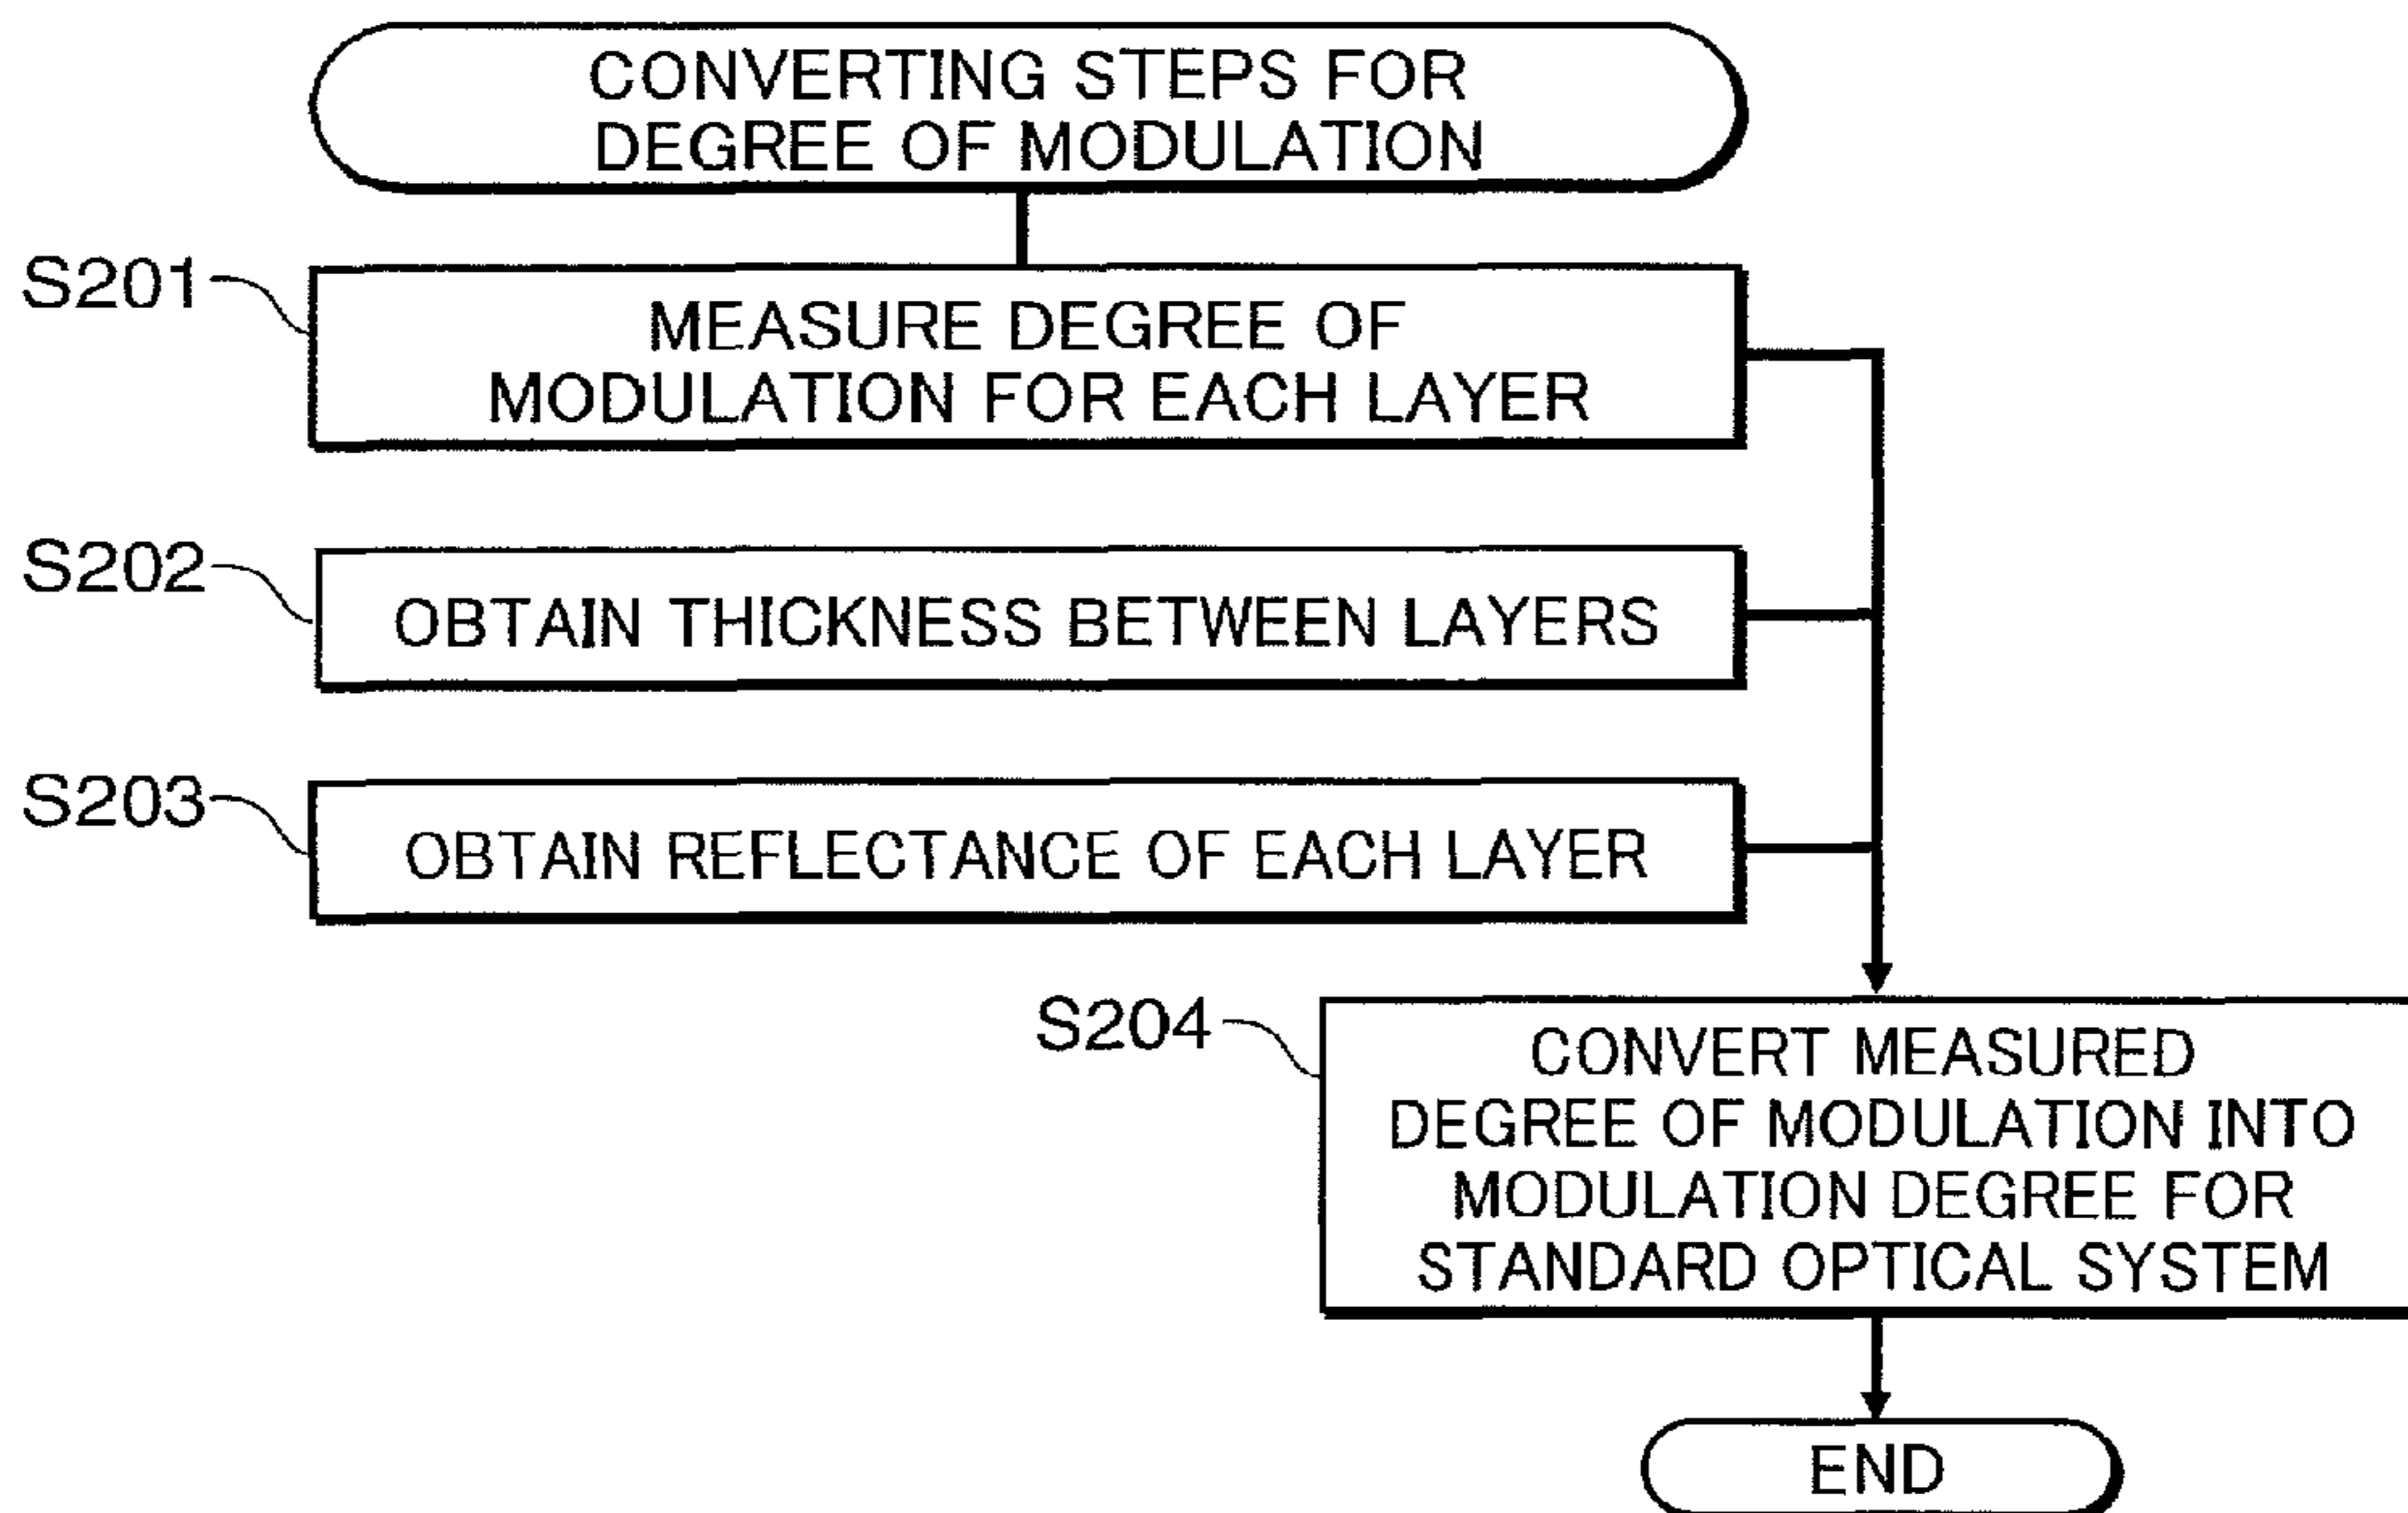 CONVERTING STEPS FOR
DEGREE OF MODULATION
S201
MEASURE DEGREE OF
MODULATION FOR EACH LAYER
S202
OBTAIN THICKNESS BETWEEN LAYERS
S203
OBTAIN REFLECTANCE OF EACH LAYER
S204
CONVERT MEASURED
DEGREE OF MODULATION INTO
MODULATION DEGREE FOR
STANDARD OPTICAL SYSTEM
END